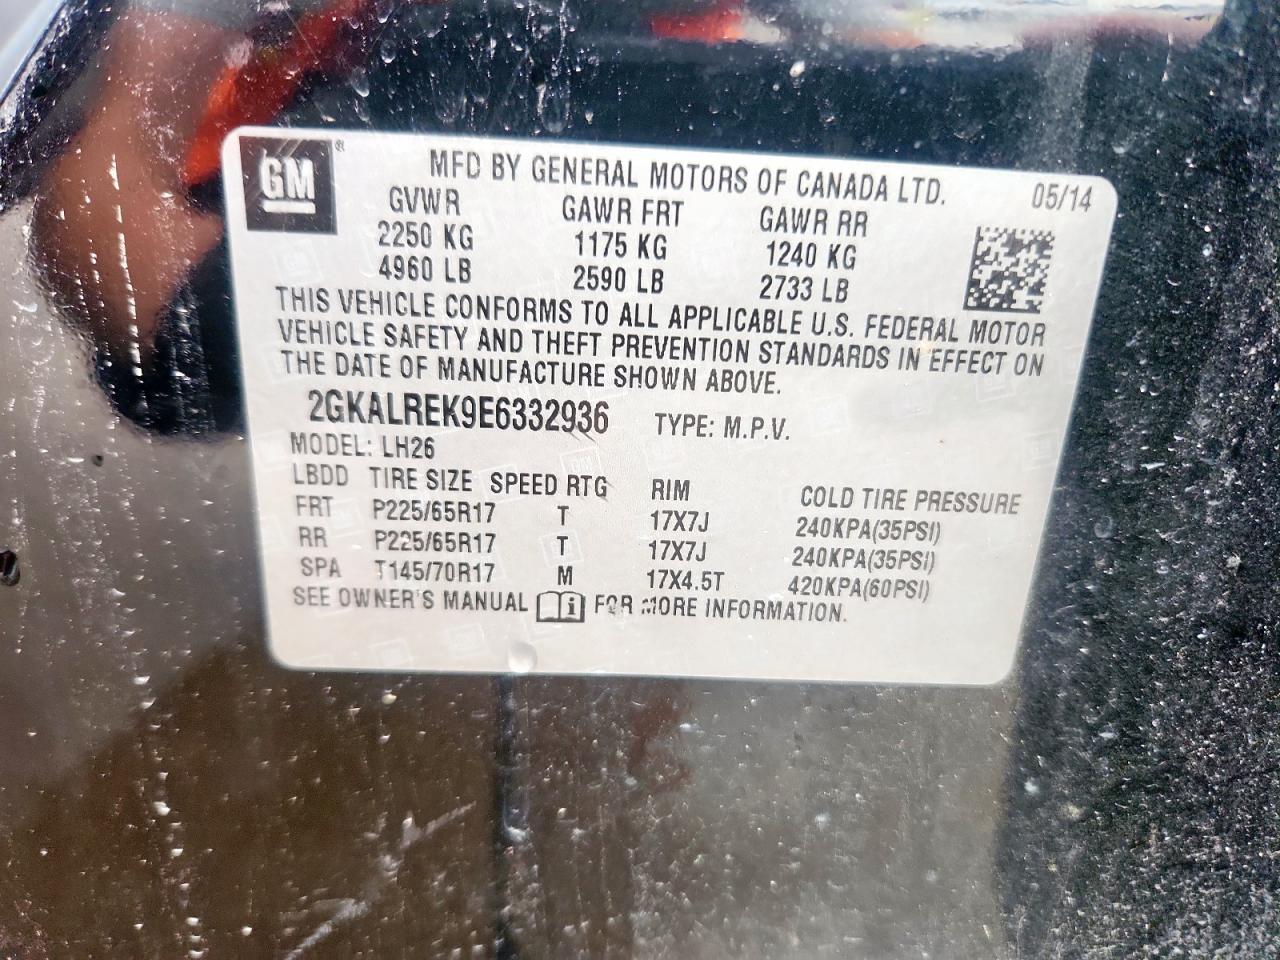 GM®
MFD BY GENERAL MOTORS OF CANADA LTD. 05/14
GVWR GAWR FRT GAWR RR
2250 KG 1175 KG 1240 KG
4960 LB 2590 LB 2733 LB
THIS VEHICLE CONFORMS TO ALL APPLICABLE U.S. FEDERAL MOTOR
VEHICLE SAFETY AND THEFT PREVENTION STANDARDS IN EFFECT ON
THE DATE OF MANUFACTURE SHOWN ABOVE.
2GKALREK9E6332936 TYPE: M.P.V.
MODEL: LH26
LBDD TIRE SIZE SPEED RTG RIM COLD TIRE PRESSURE
FRT P225/65R17 T 17X7J 240KPA(35PSI)
RR P225/65R17 T 17X7J 240KPA(35PSI)
SPA T145/70R17 M 17X4.5T 420KPA(60PSI)
SEE OWNER'S MANUAL i FOR MORE INFORMATION.